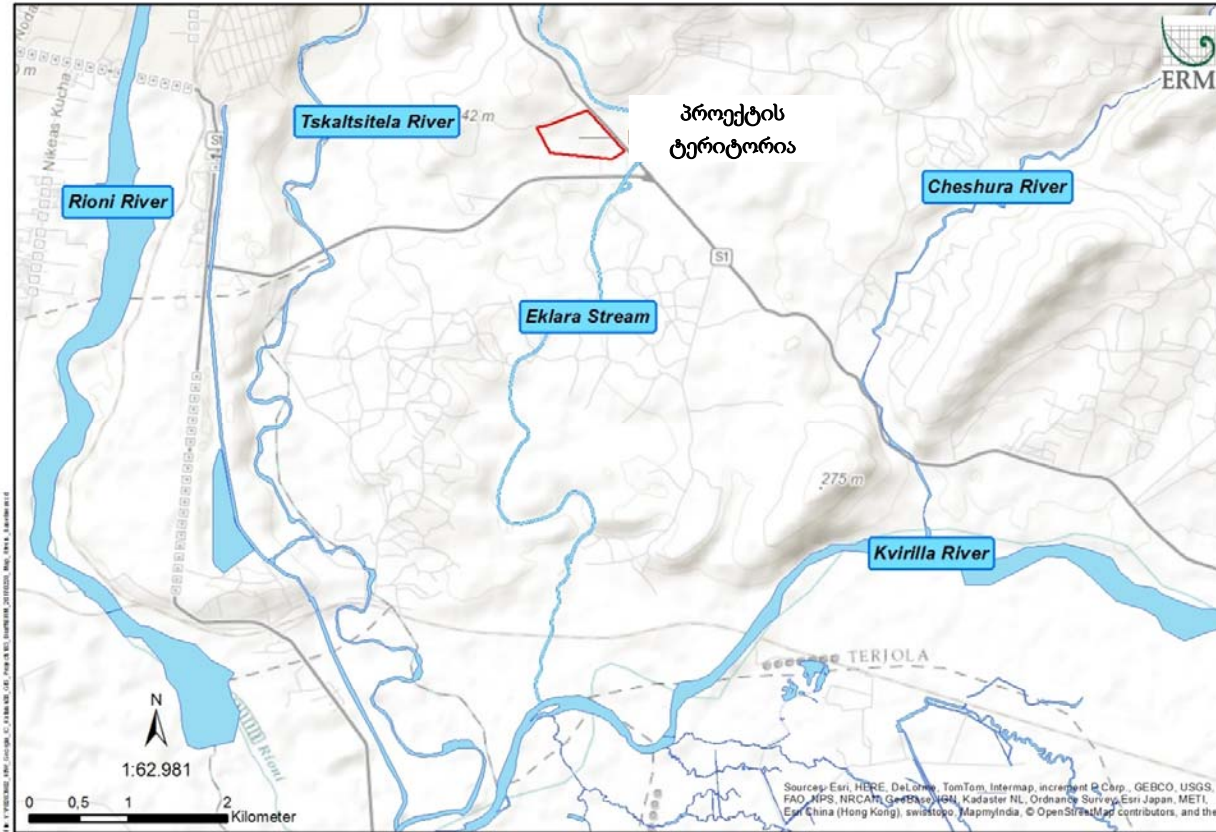 ERM
Tskaltsitela River
42 m
პროექტის
ტერიტორია
Nikeas Kucha
S1
Rioni River
Cheshura River
S1
Eklara Stream
275 m
Kvirilla River
TERJOLA
Rioni
N
1:62.981
0 0,5 1 2
Kilometer
Sources: Esri, HERE, DeLorme, TomTom, Intermap, increment P Corp., GEBCO, USGS,
FAO, NPS, NRCAN, GeoBase, IGN, Kadaster NL, Ordnance Survey, Esri Japan, METI,
Esri China (Hong Kong), swisstopo, MapmyIndia, © OpenStreetMap contributors, and the